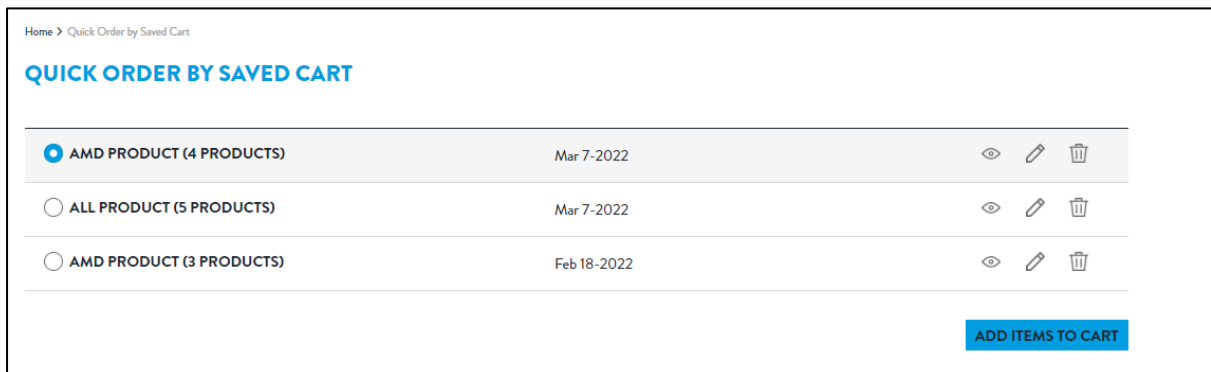 Home > Quick Order by Saved Cart
QUICK ORDER BY SAVED CART
AMD PRODUCT (4 PRODUCTS) Mar 7-2022
ALL PRODUCT (5 PRODUCTS) Mar 7-2022
AMD PRODUCT (3 PRODUCTS) Feb 18-2022
ADD ITEMS TO CART